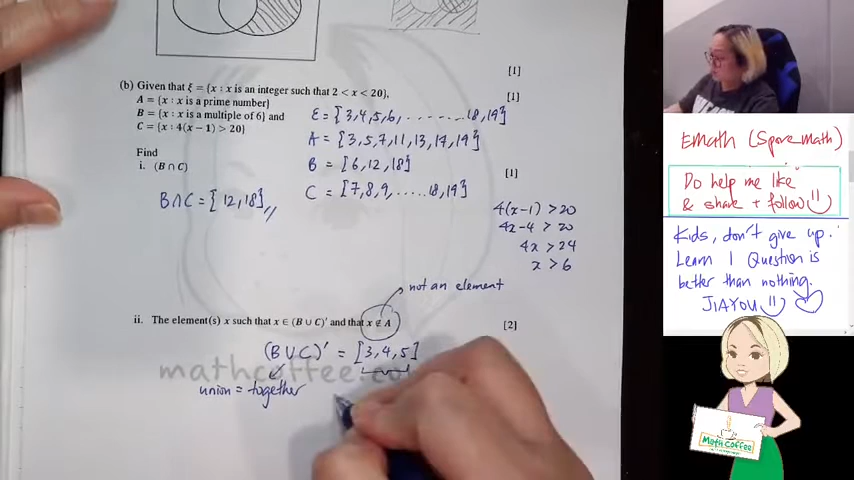 [1]
(b) Given that ξ = {x : x is an integer such that 2 < x < 20},
[1]
A = {x : x is a prime number}
B = {x : x is a multiple of 6} and
C = {x : 4(x − 1) > 20}
ξ = {3,4,5,6, ........18,19}
A = {3,5,7,11,13,17,19}
B = {6,12,18}
C = {7,8,9,.....18,19}
Find
i. (B ∩ C)
[1]
B∩C = {12,18}//
4(x-1) >20
4x-4 > 20
4x > 24
x > 6
not an element
ii. The element(s) x such that x ∈ (B ∪ C)′ and that x ∉ A
[2]
(B ∪ C)′ = {3,4,5}
mathcoffee.co
union = together
Emath (Spore math)
Do help me like
& share + follow
Kids, don't give up.
Learn 1 Question is
better than nothing.
JIAYOU
Math Coffee